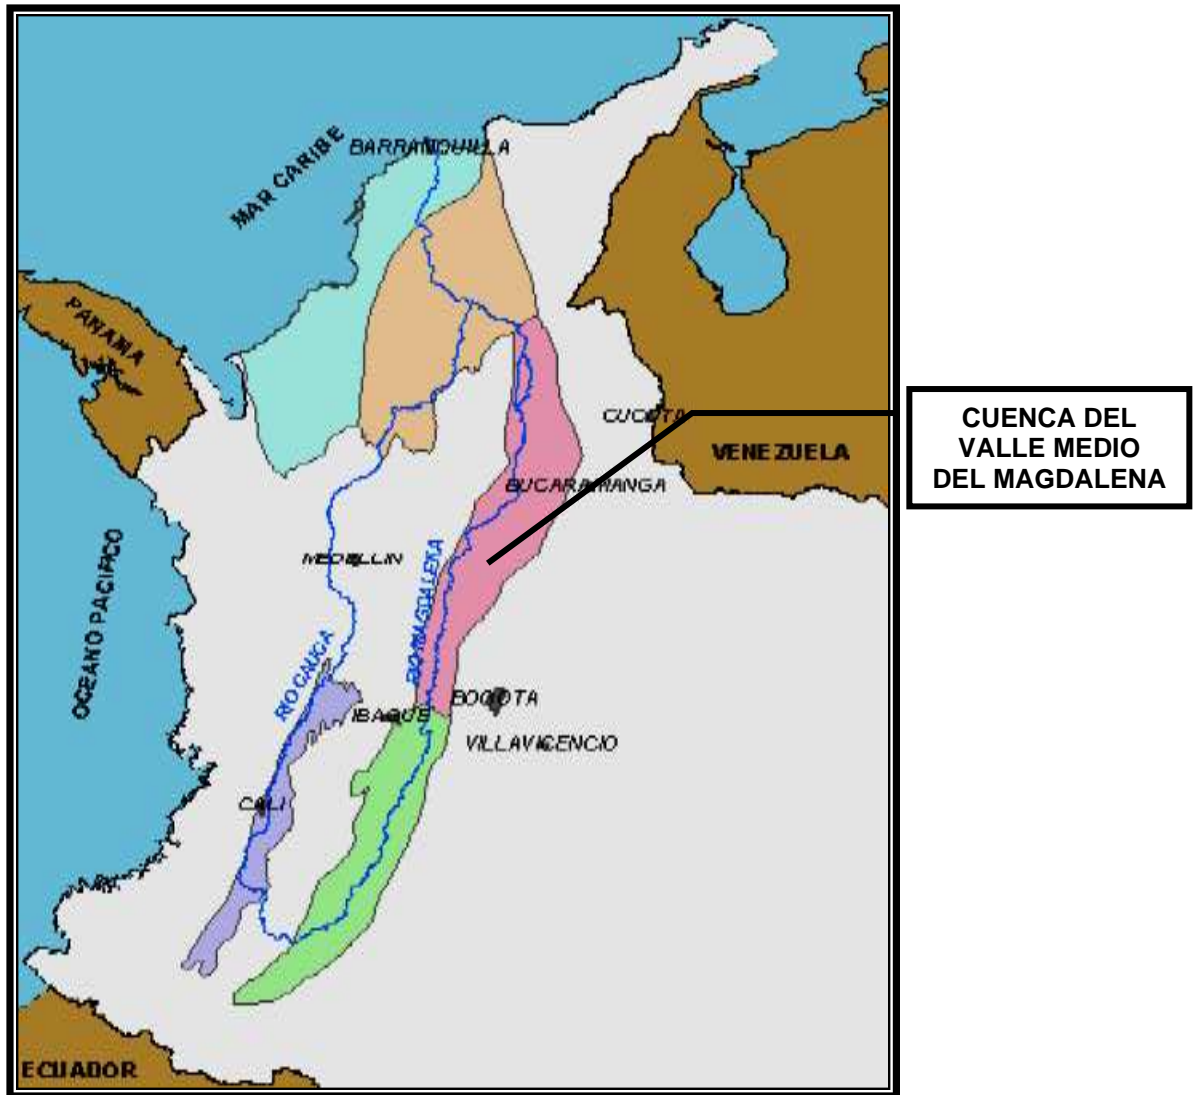 MAR CARIBE
BARRANQUILLA
PANAMA
CUCUTA
VENEZUELA
CUENCA DEL
VALLE MEDIO
DEL MAGDALENA
BUCARAMANGA
MEDELLIN
RIO MAGDALENA
OCEANO PACIFICO
RIO CAUCA
BOGOTA
IBAGUE
VILLAVICENCIO
CALI
ECUADOR